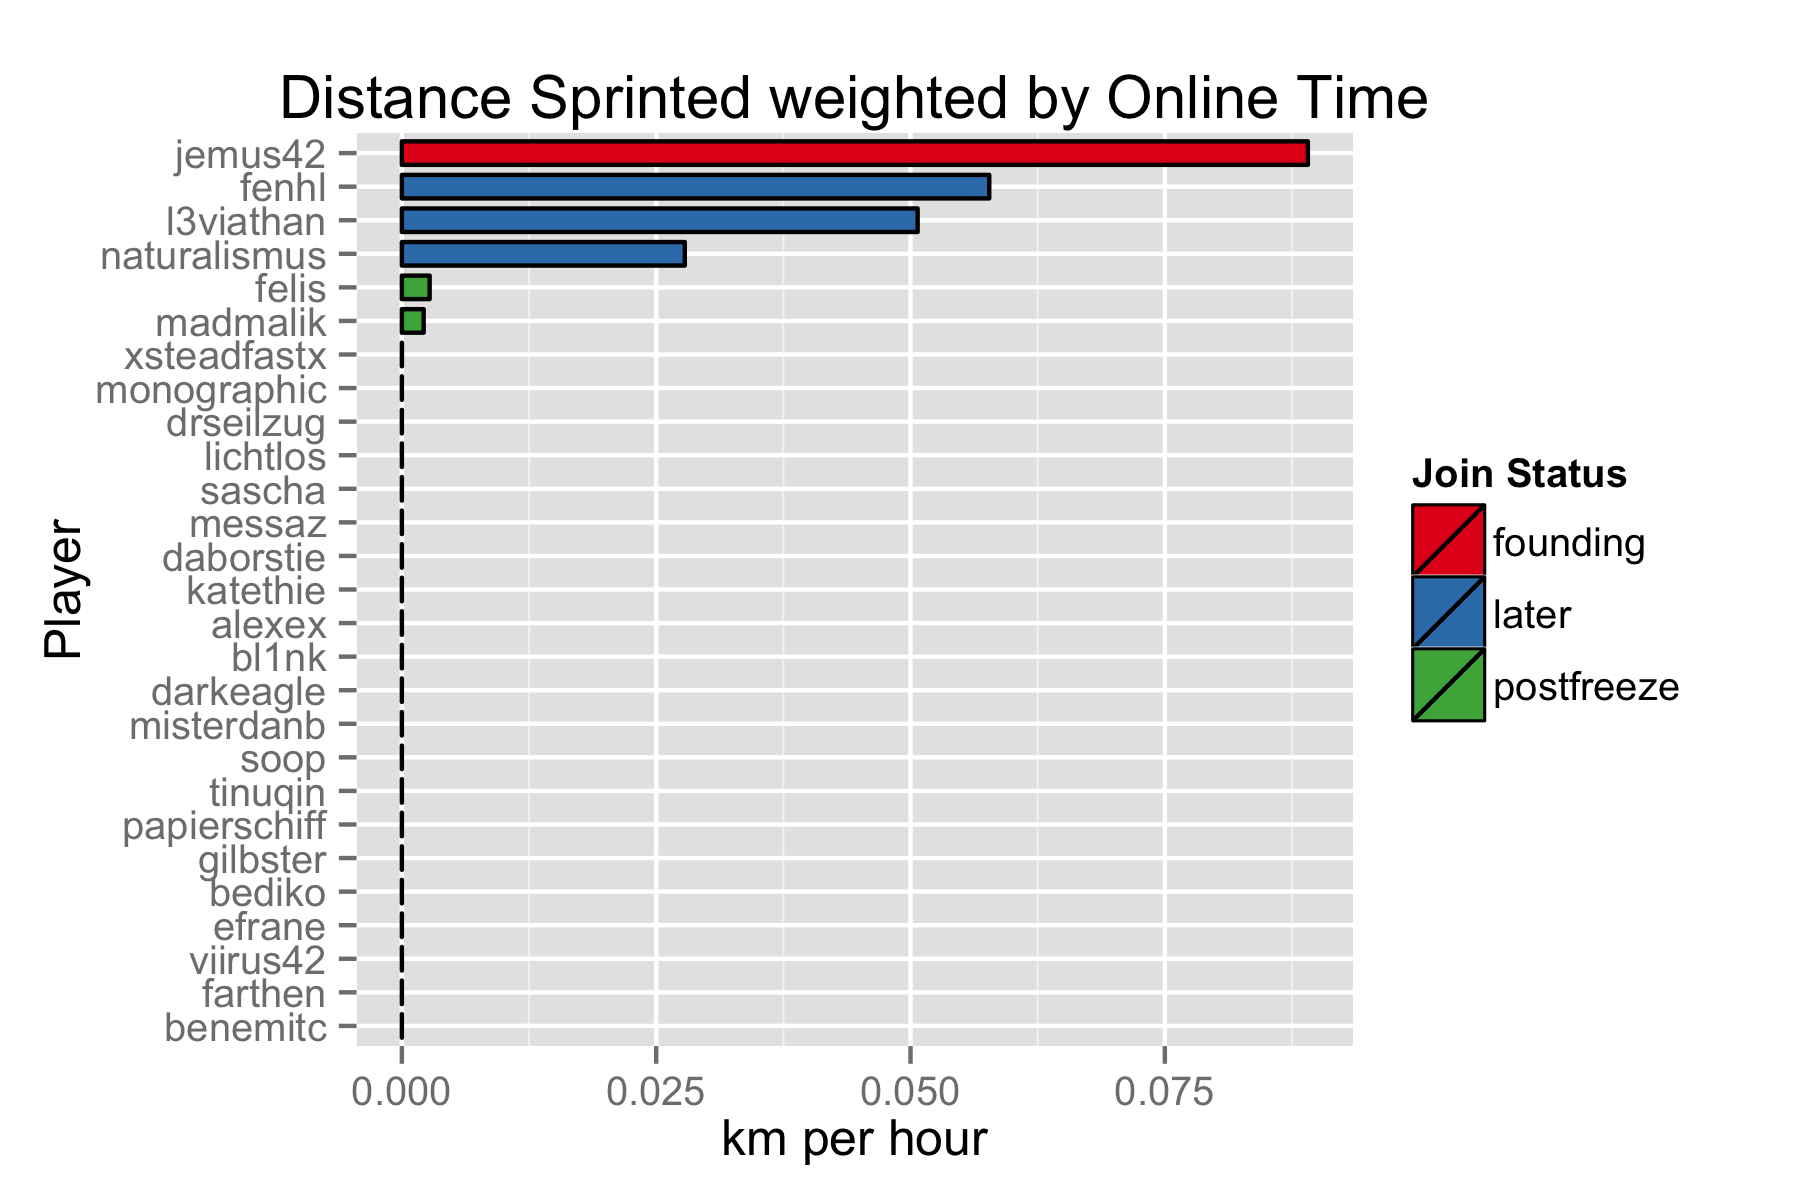 Distance Sprinted weighted by Online Time
jemus42
fenhl
l3viathan
naturalismus
felis
madmalik
xsteadfastx
monographic
drseilzug
lichtlos
sascha
messaz
daborstie
katethie
alexex
bl1nk
darkeagle
misterdanb
soop
tinuqin
papierschiff
gilbster
bediko
efrane
viirus42
farthen
benemitc
Player
0.000 0.025 0.050 0.075
km per hour
Join Status
founding
later
postfreeze